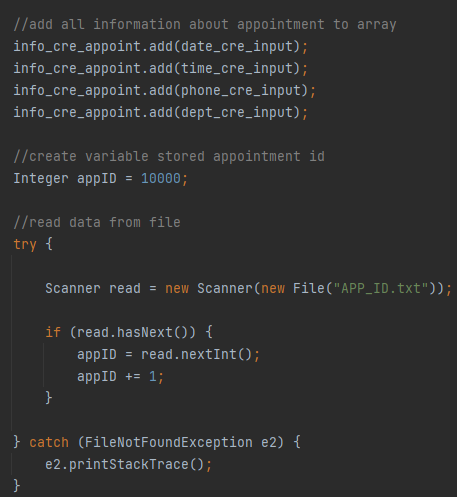 //add all information about appointment to array
info_cre_appoint.add(date_cre_input);
info_cre_appoint.add(time_cre_input);
info_cre_appoint.add(phone_cre_input);
info_cre_appoint.add(dept_cre_input);

//create variable stored appointment id
Integer appID = 10000;

//read data from file
try {

    Scanner read = new Scanner(new File("APP_ID.txt"));

    if (read.hasNext()) {
        appID = read.nextInt();
        appID += 1;
    }

} catch (FileNotFoundException e2) {
    e2.printStackTrace();
}